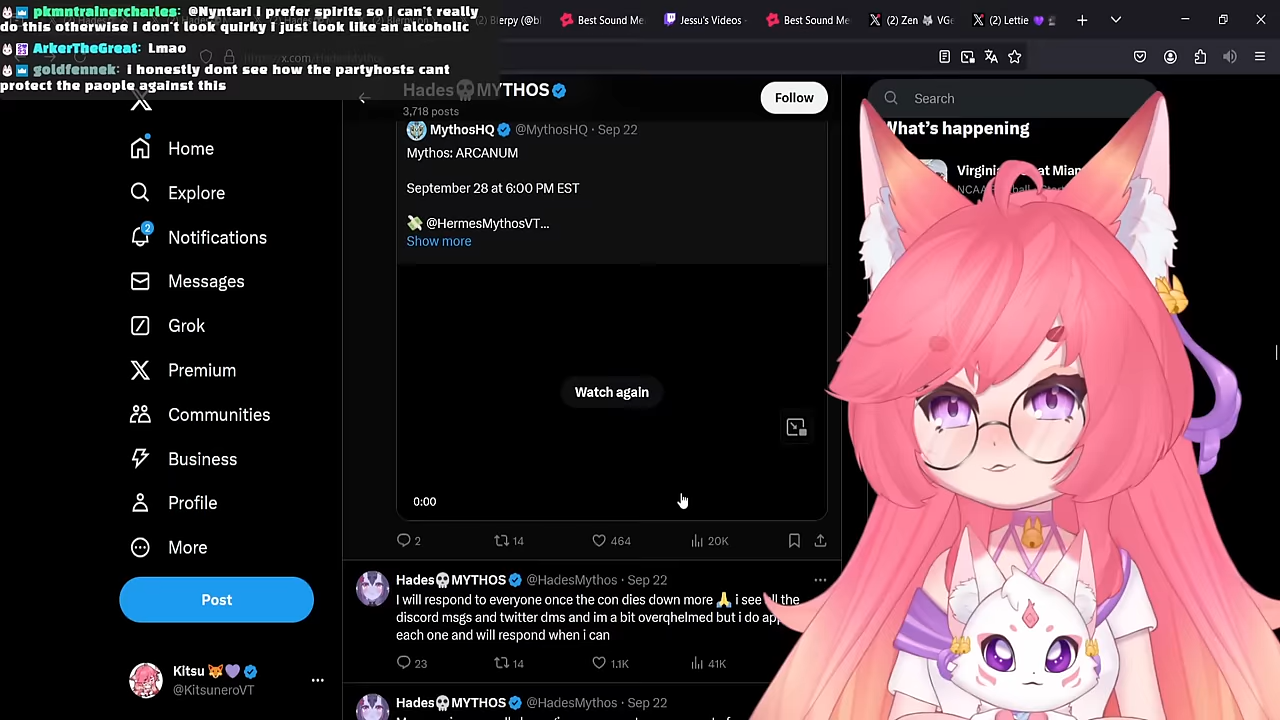 pkmntrainercharles: @Nyntari i prefer spirits so i can't really
do this otherwise i don't look quirky i just look like an alcoholic
ArkerTheGreat: Lmao
goldfennek: I honestly dont see how the partyhosts cant
protect the paople against this
Best Sound Me
Jessu's Videos
Best Sound Me
(2) Zen
VGe
(2) Lettie
Hades MYTHOS
3,718 posts
Follow
Search
What's happening
MythosHQ @MythosHQ · Sep 22
Mythos: ARCANUM
September 28 at 6:00 PM EST
@HermesMythosVT...
Show more
Watch again
0:00
2
14
464
20K
Hades MYTHOS @HadesMythos · Sep 22
I will respond to everyone once the con dies down more 🙏 i see all the
discord msgs and twitter dms and im a bit overqhelmed but i do
each one and will respond when i can
23
14
1.1K
41K
Hades MYTHOS @HadesMythos · Sep 22
Home
Explore
2
Notifications
Messages
Grok
Premium
Communities
Business
Profile
More
Post
Kitsu
@KitsuneroVT